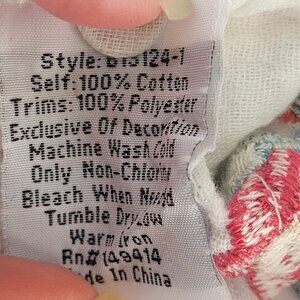 Style: B15124-1
Self: 100% Cotton
Trims: 100% Polyester
Exclusive Of Decoration
Machine Wash Cold
Only Non-Chlorine
Bleach When Needed
Tumble Dry Low
Warm Iron
Rn# 149414
Made In China